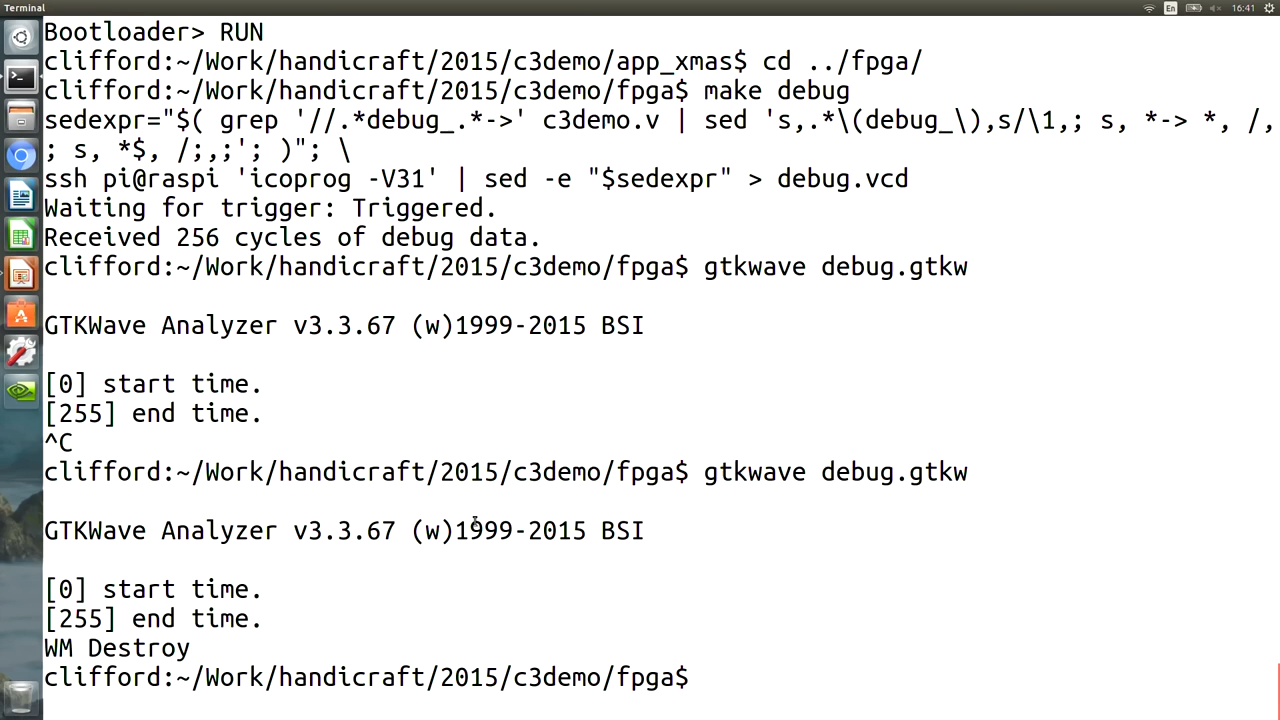 Terminal
En
16:41
Bootloader> RUN
clifford:~/Work/handicraft/2015/c3demo/app_xmas$ cd ../fpga/
clifford:~/Work/handicraft/2015/c3demo/fpga$ make debug
sedexpr="$( grep '//.*debug_.*->' c3demo.v | sed 's,.*\(debug_\),s/\1,; s, *-> *, /,
; s, *$, /;,;'; )"; \
ssh pi@raspi 'icoprog -V31' | sed -e "$sedexpr" > debug.vcd
Waiting for trigger: Triggered.
Received 256 cycles of debug data.
clifford:~/Work/handicraft/2015/c3demo/fpga$ gtkwave debug.gtkw
GTKWave Analyzer v3.3.67 (w)1999-2015 BSI
[0] start time.
[255] end time.
^C
clifford:~/Work/handicraft/2015/c3demo/fpga$ gtkwave debug.gtkw
GTKWave Analyzer v3.3.67 (w)1999-2015 BSI
[0] start time.
[255] end time.
WM Destroy
clifford:~/Work/handicraft/2015/c3demo/fpga$